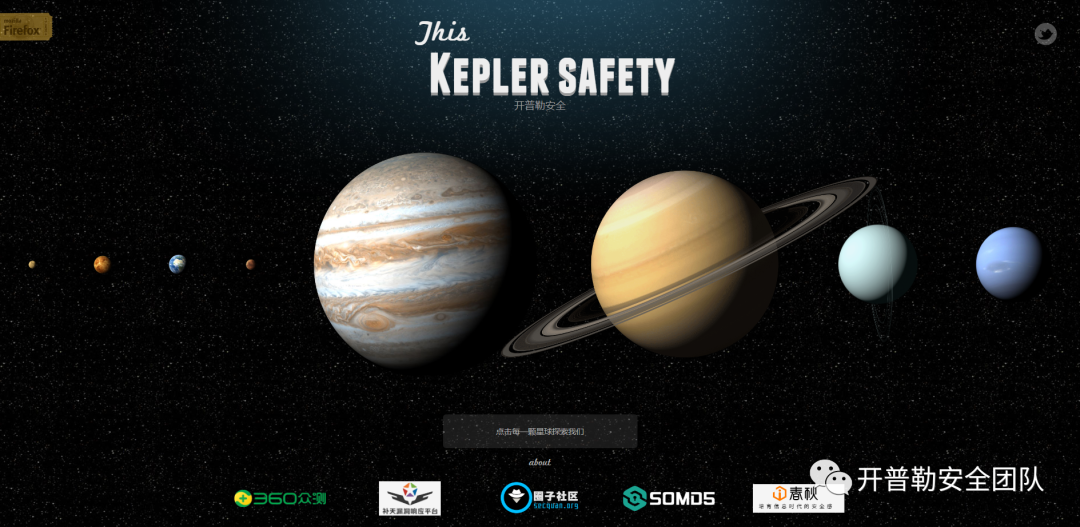 mozilla
Firefox
This
KEPLER SAFETY
开普勒安全
点击每一颗星球探索我们
about
360众测
补天漏洞响应平台
圈子社区
secquan.org
SOMD5
春秋
开普勒安全团队